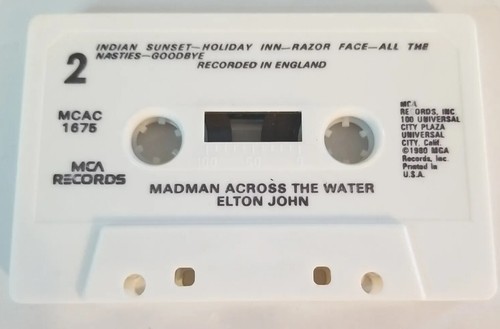 2
INDIAN SUNSET—HOLIDAY INN—RAZOR FACE—ALL THE
NASTIES—GOODBYE
RECORDED IN ENGLAND
MCAC
1675
MCA
RECORDS
MCA
RECORDS, INC.
100 UNIVERSAL
CITY PLAZA
UNIVERSAL
CITY, Calif.
©1980 MCA
Records, Inc.
Printed in
U.S.A.
100
MADMAN ACROSS THE WATER
ELTON JOHN